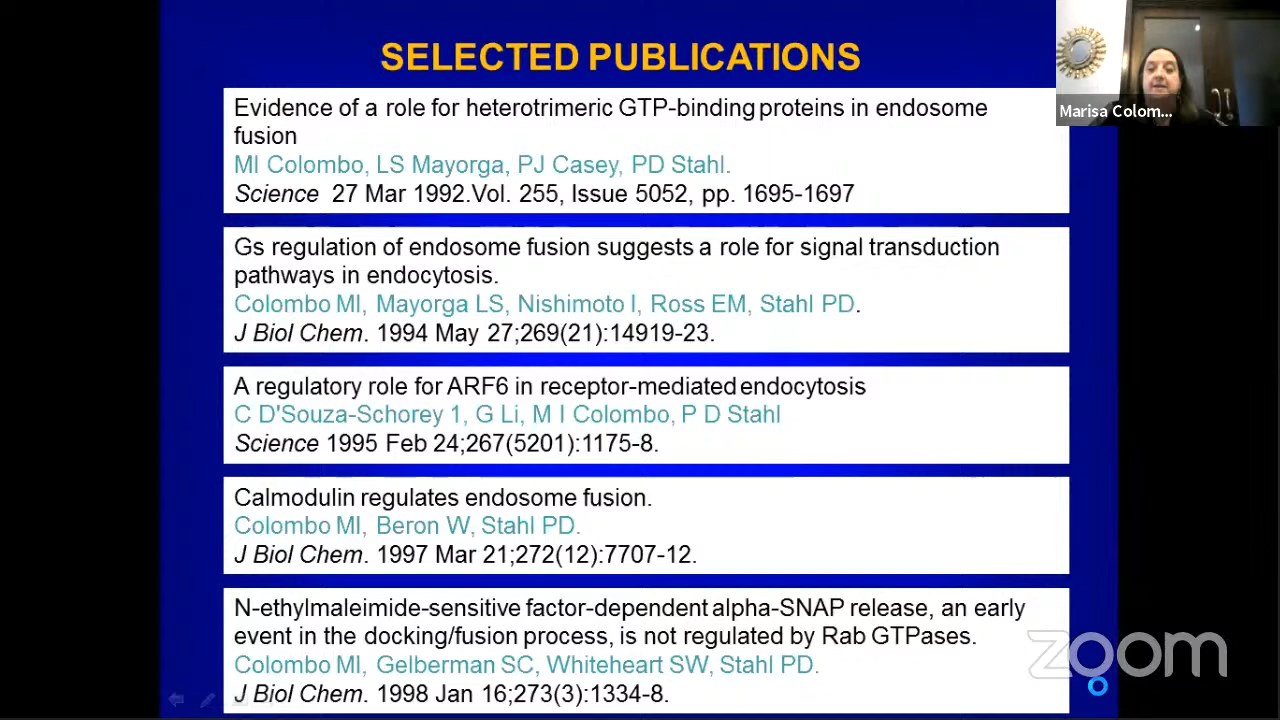 SELECTED PUBLICATIONS
Marisa Colom...
Evidence of a role for heterotrimeric GTP-binding proteins in endosome
fusion
MI Colombo, LS Mayorga, PJ Casey, PD Stahl.
Science 27 Mar 1992.Vol. 255, Issue 5052, pp. 1695-1697
Gs regulation of endosome fusion suggests a role for signal transduction
pathways in endocytosis.
Colombo MI, Mayorga LS, Nishimoto I, Ross EM, Stahl PD.
J Biol Chem. 1994 May 27;269(21):14919-23.
A regulatory role for ARF6 in receptor-mediated endocytosis
C D'Souza-Schorey 1, G Li, M I Colombo, P D Stahl
Science 1995 Feb 24;267(5201):1175-8.
Calmodulin regulates endosome fusion.
Colombo MI, Beron W, Stahl PD.
J Biol Chem. 1997 Mar 21;272(12):7707-12.
N-ethylmaleimide-sensitive factor-dependent alpha-SNAP release, an early
event in the docking/fusion process, is not regulated by Rab GTPases.
Colombo MI, Gelberman SC, Whiteheart SW, Stahl PD.
J Biol Chem. 1998 Jan 16;273(3):1334-8.
zoom